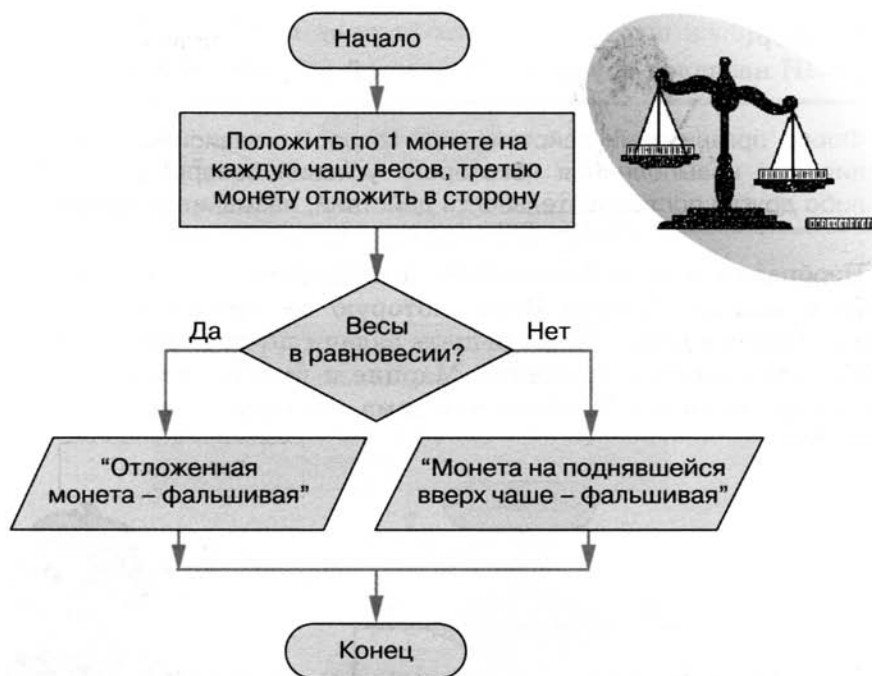 Начало
Положить по 1 монете на
каждую чашу весов, третью
монету отложить в сторону
Да
Весы
в равновесии?
Нет
“Отложенная
монета – фальшивая”
“Монета на поднявшейся
вверх чаше – фальшивая”
Конец